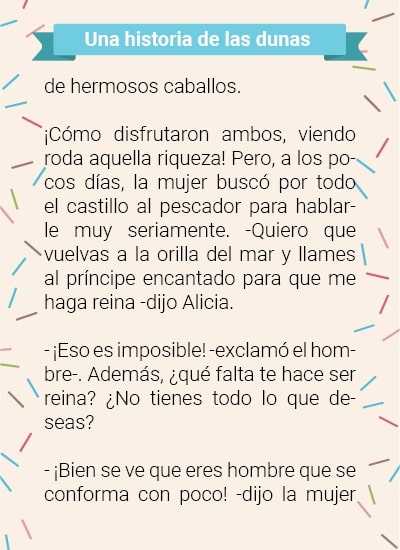 Una historia de las dunas
de hermosos caballos.
¡Cómo disfrutaron ambos, viendo
roda aquella riqueza! Pero, a los po-
cos días, la mujer buscó por todo
el castillo al pescador para hablar-
le muy seriamente. -Quiero que
vuelvas a la orilla del mar y llames
al príncipe encantado para que me
haga reina -dijo Alicia.
- ¡Eso es imposible! -exclamó el hom-
bre-. Además, ¿qué falta te hace ser
reina? ¿No tienes todo lo que de-
seas?
- ¡Bien se ve que eres hombre que se
conforma con poco! -dijo la mujer